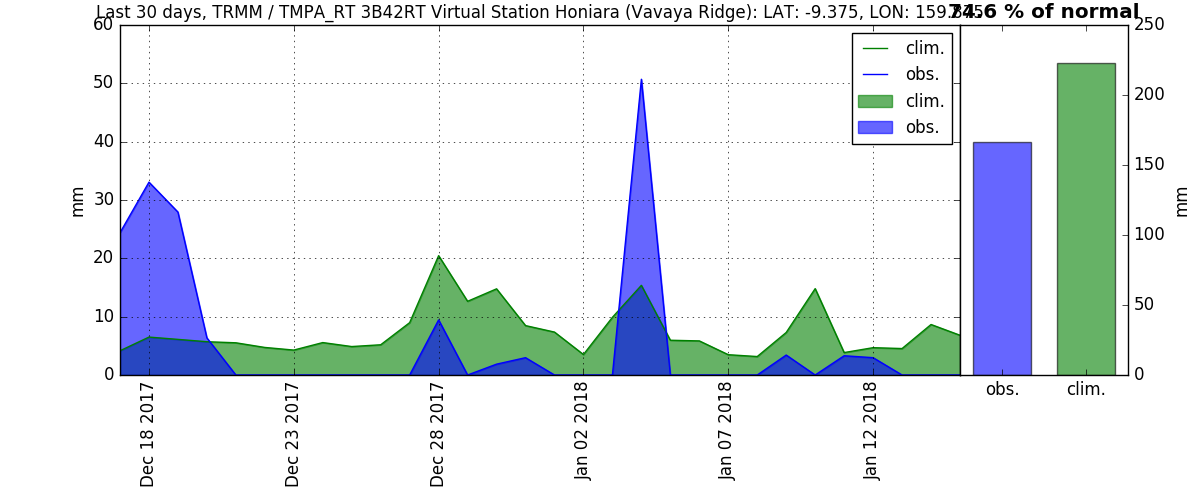 Last 30 days, TRMM / TMPA_RT 3B42RT Virtual Station Honiara (Vavaya Ridge): LAT: -9.375, LON:
74.6 % of normal
60
50
40
30
20
10
0
mm
clim.
obs.
clim.
obs.
250
200
150
100
50
0
mm
obs.
clim.
Dec 18 2017
Dec 23 2017
Dec 28 2017
Jan 02 2018
Jan 07 2018
Jan 12 2018